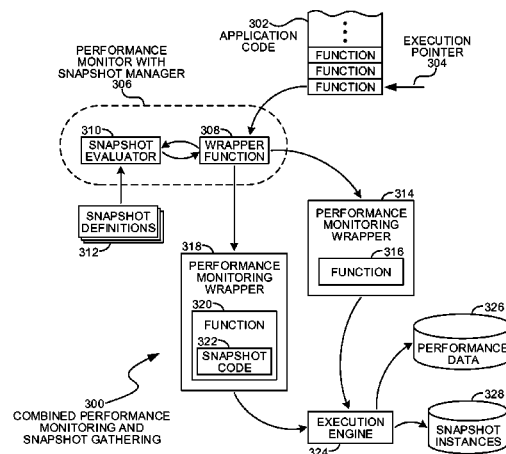 302
APPLICATION
CODE
FUNCTION
FUNCTION
FUNCTION
EXECUTION
POINTER
304
PERFORMANCE
MONITOR WITH
SNAPSHOT MANAGER
306
310
SNAPSHOT
EVALUATOR
308
WRAPPER
FUNCTION
SNAPSHOT
DEFINITIONS
312
314
PERFORMANCE
MONITORING
WRAPPER
316
FUNCTION
318
PERFORMANCE
MONITORING
WRAPPER
320
FUNCTION
322
SNAPSHOT
CODE
326
PERFORMANCE
DATA
328
SNAPSHOT
INSTANCES
EXECUTION
ENGINE
324
300
COMBINED PERFORMANCE
MONITORING AND
SNAPSHOT GATHERING